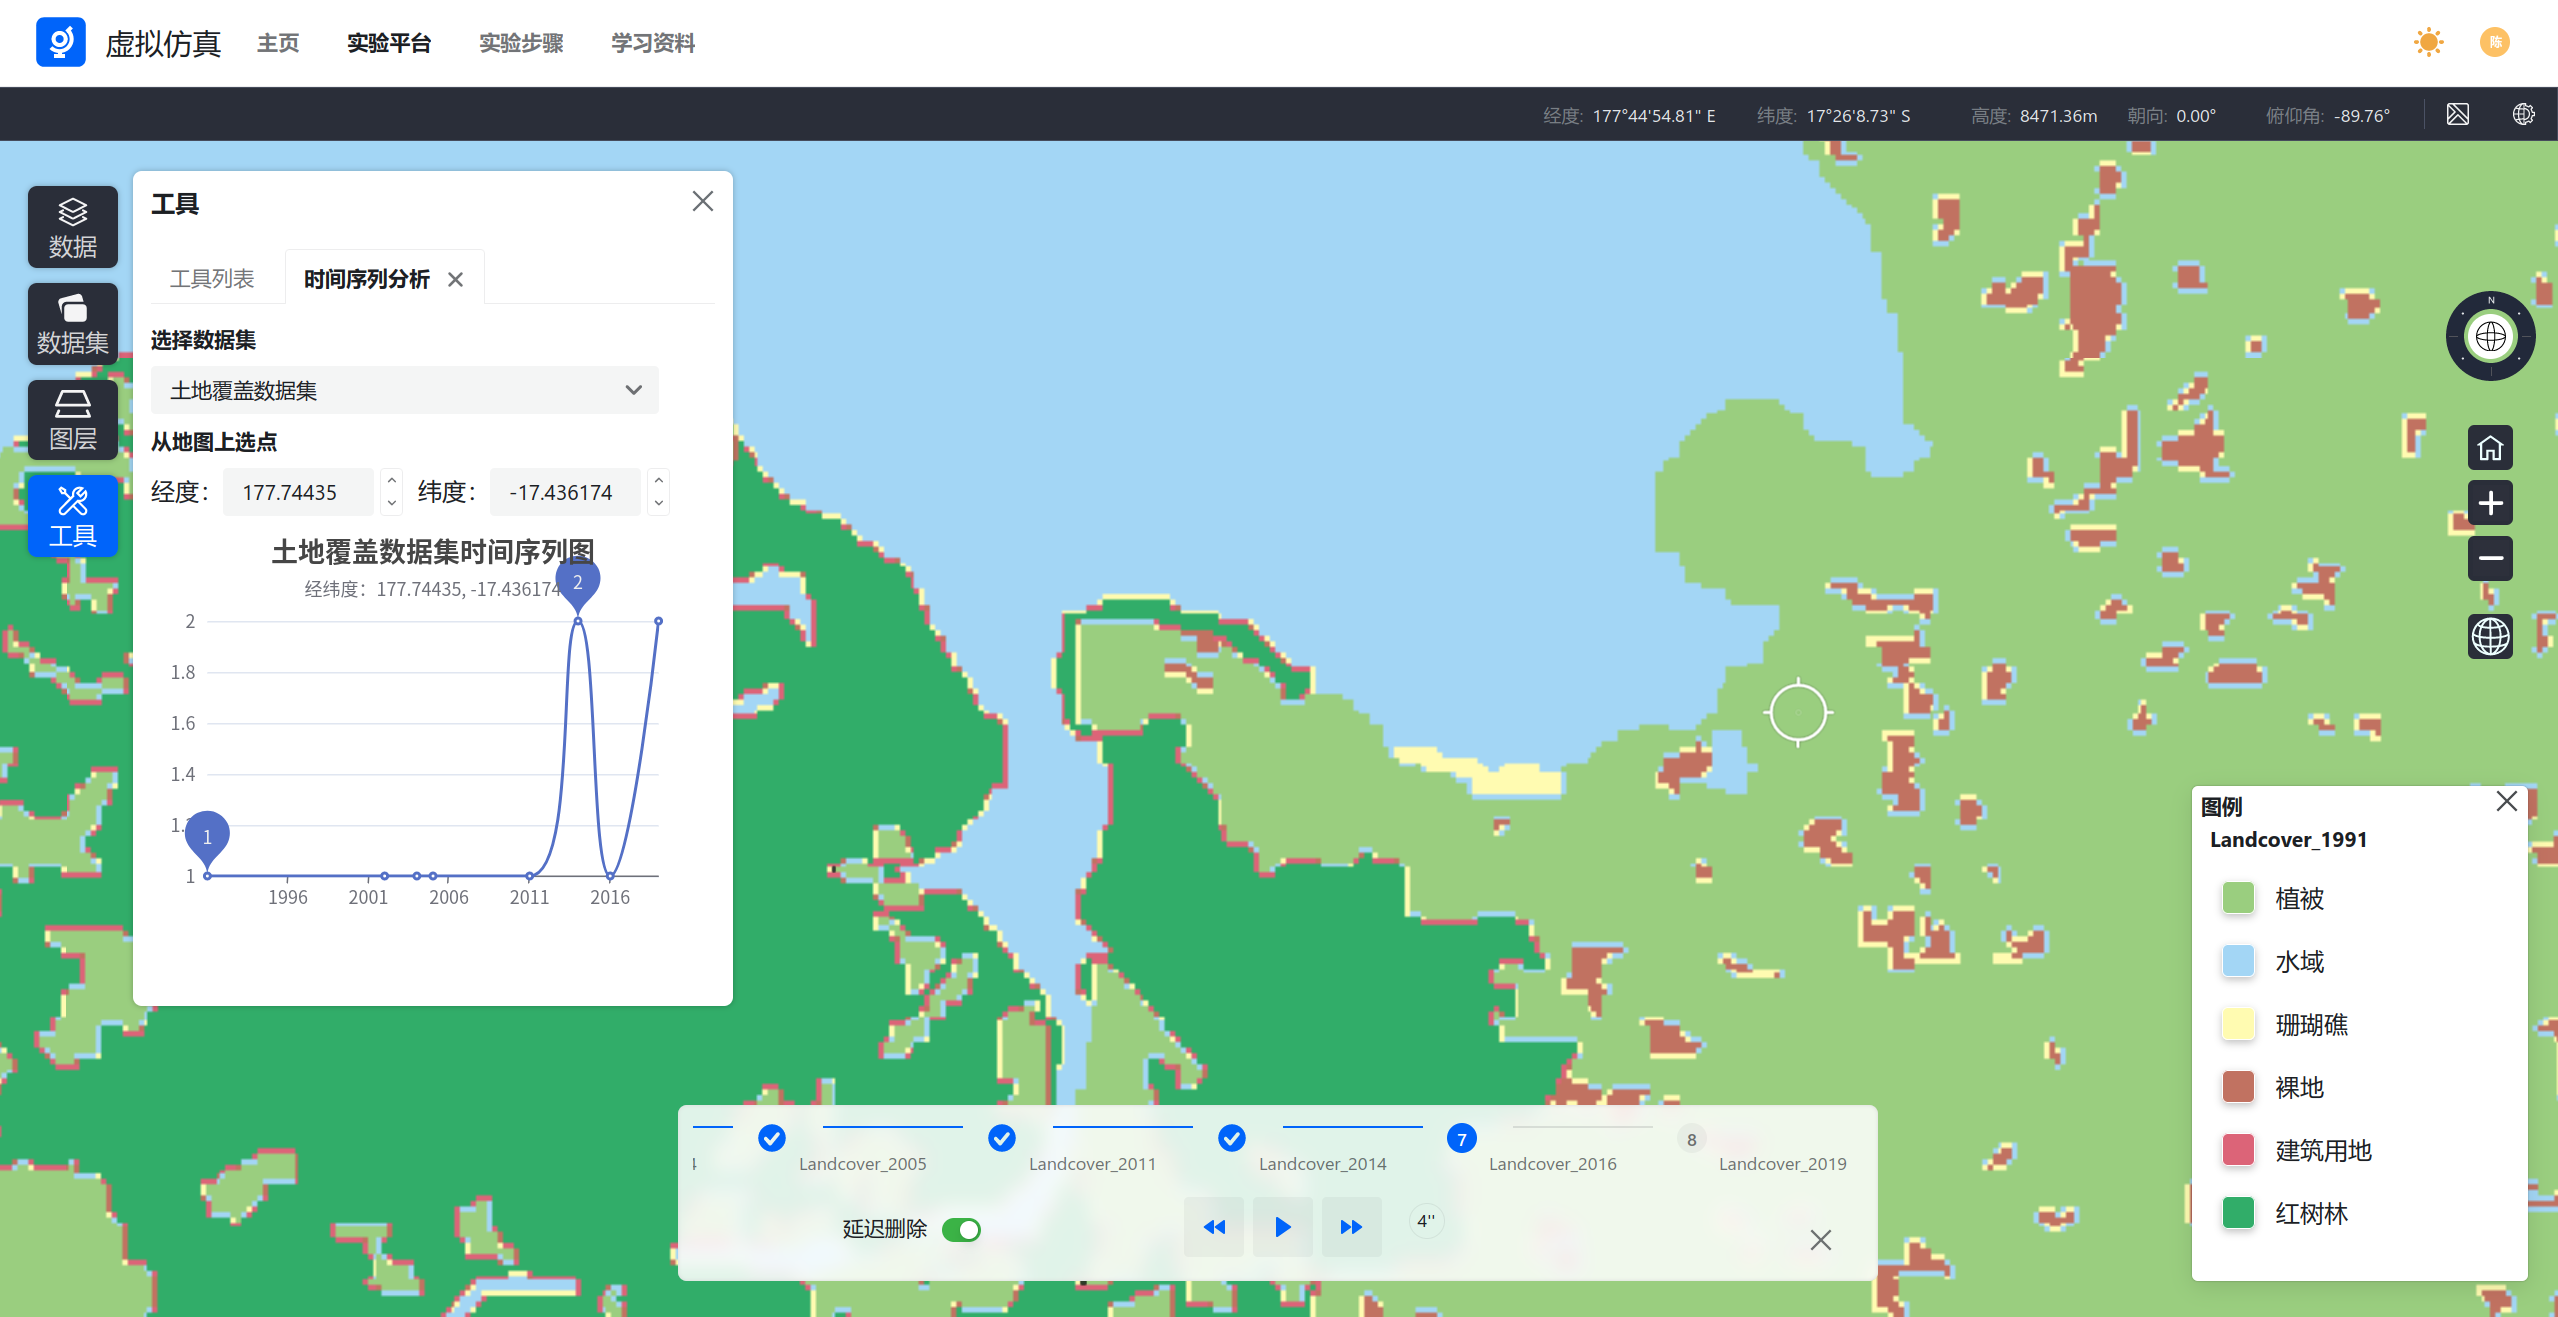 虚拟仿真 主页 实验平台 实验步骤 学习资料 陈
经度: 177°44'54.81" E 纬度: 17°26'8.73" S 高度: 8471.36m 朝向: 0.00° 俯仰角: -89.76°
数据
数据集
图层
工具
工具
工具列表 时间序列分析
选择数据集
土地覆盖数据集
从地图上选点
经度: 177.74435 纬度: -17.436174
土地覆盖数据集时间序列图
经纬度: 177.74435, -17.436174
2
2
1.8
1.6
1.4
1
1
1996 2001 2006 2011 2016
N
图例
Landcover_1991
植被
水域
珊瑚礁
裸地
建筑用地
红树林
7 8
4 Landcover_2005 Landcover_2011 Landcover_2014 Landcover_2016 Landcover_2019
延迟删除 4''